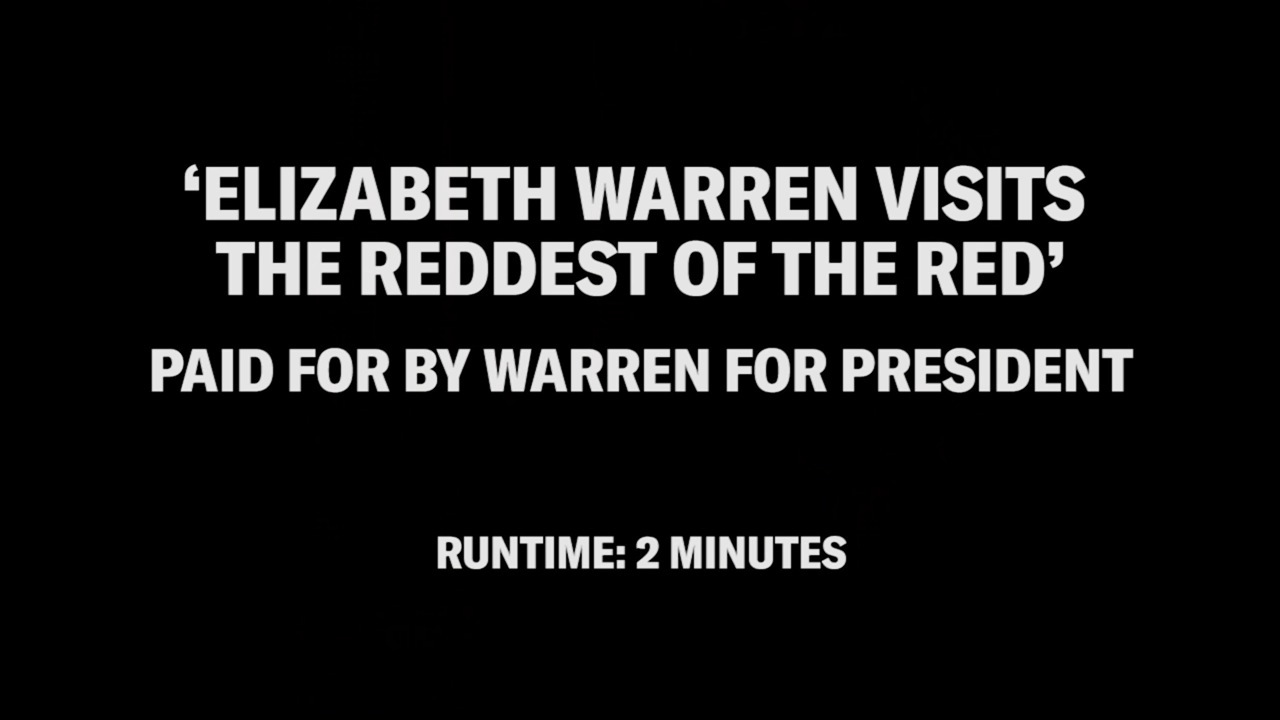 ‘ELIZABETH WARREN VISITS
THE REDDEST OF THE RED’
PAID FOR BY WARREN FOR PRESIDENT
RUNTIME: 2 MINUTES